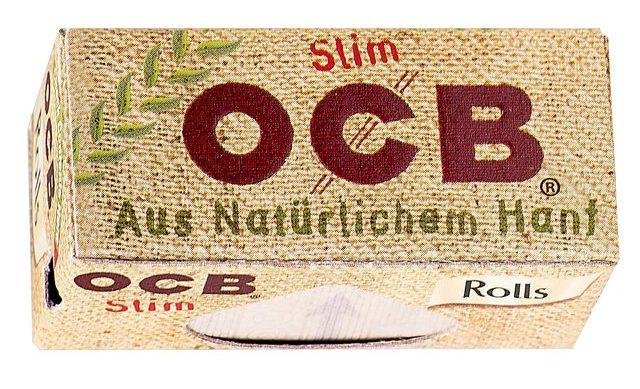 Slim
OCB®
Aus Natürlichem Hanf
OCB®
Slim
Rolls